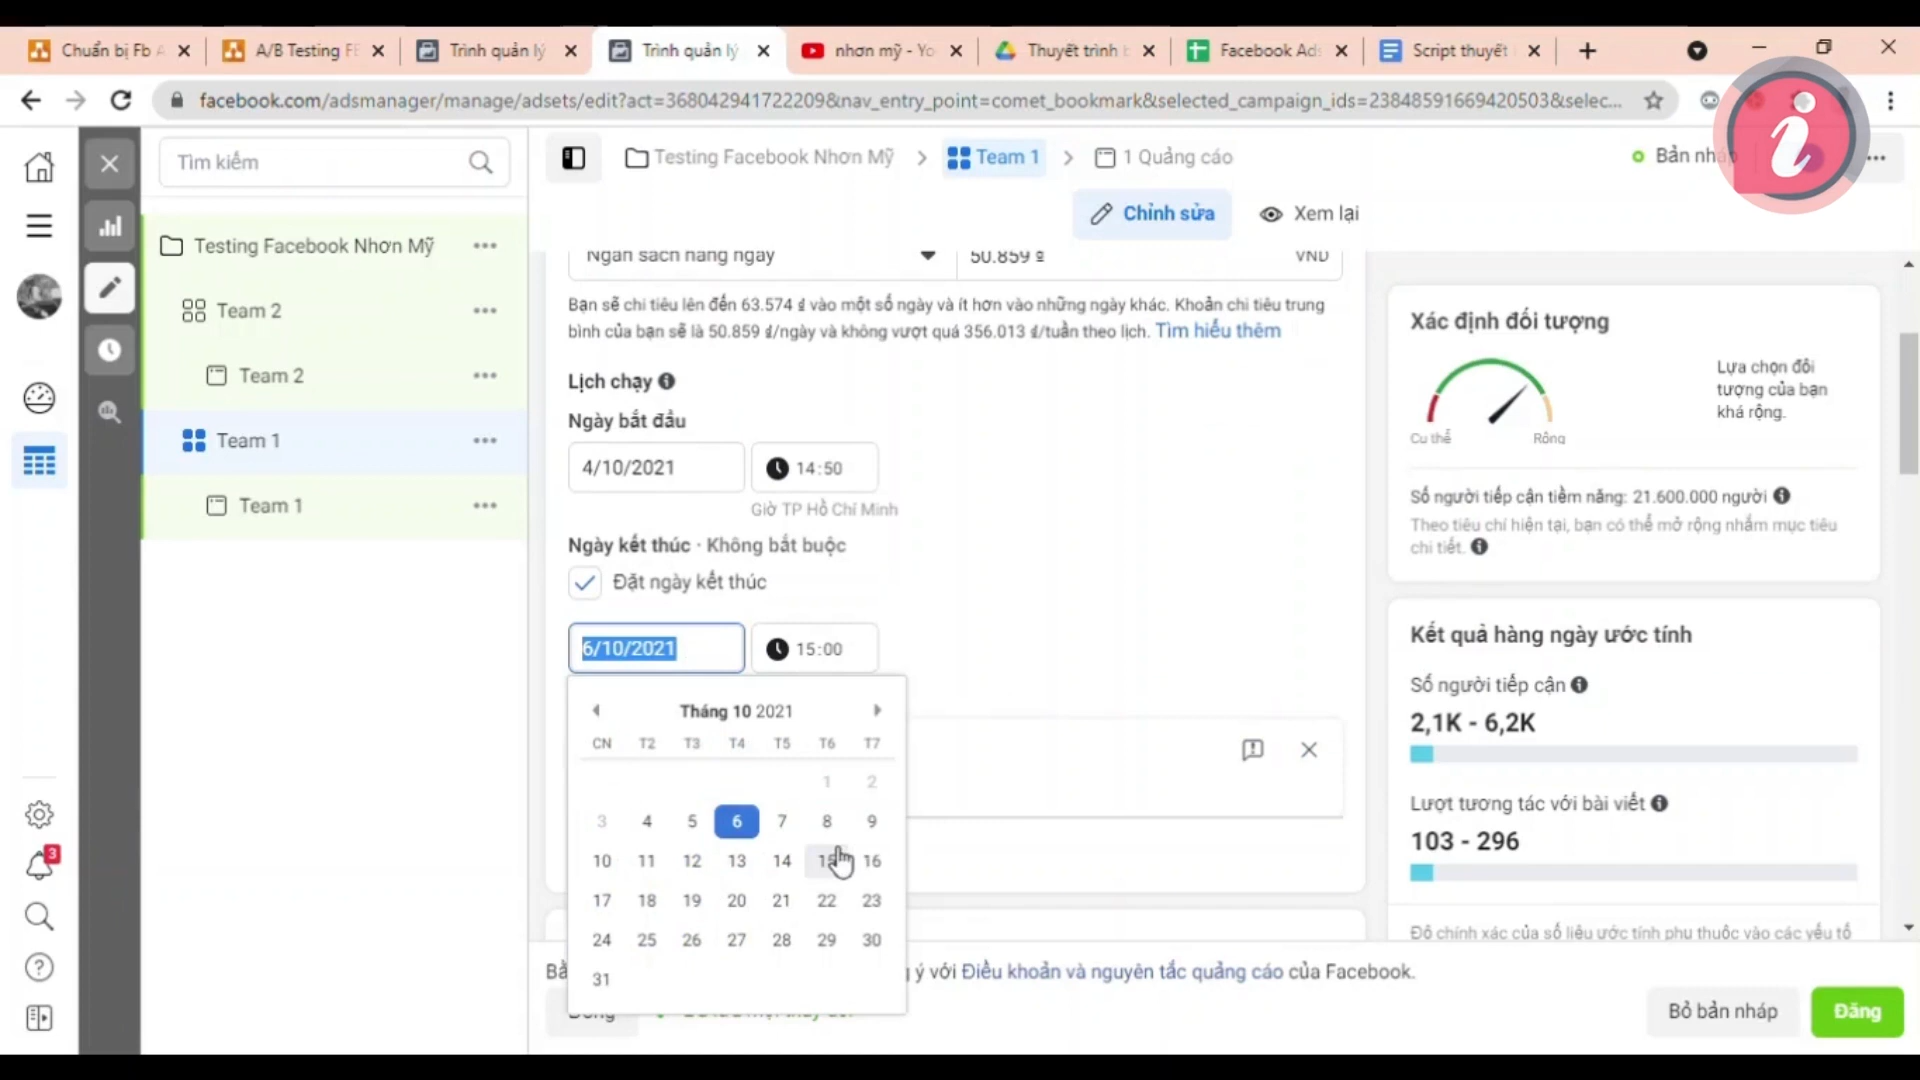 Chuẩn bị Fb A
A/B Testing FE
Trình quản lý
Trình quản lý
nhơn mỹ - Yo
Thuyết trình
Facebook Ads
Script thuyết
facebook.com/adsmanager/manage/adsets/edit?act=368042941722209&nav_entry_point=comet_bookmark&selected_campaign_ids=23848591669420503&selec...
Tìm kiếm
Testing Facebook Nhơn Mỹ
Team 1
1 Quảng cáo
Bản nháp
Chỉnh sửa
Xem lại
Testing Facebook Nhơn Mỹ
Team 2
Team 2
Team 1
Team 1
3
Ngân sách hàng ngày
50.859 ₫
VND
Bạn sẽ chi tiêu lên đến 63.574 ₫ vào một số ngày và ít hơn vào những ngày khác. Khoản chi tiêu trung
bình của bạn sẽ là 50.859 ₫/ngày và không vượt quá 356.013 ₫/tuần theo lịch. Tìm hiểu thêm
Lịch chạy
Ngày bắt đầu
4/10/2021
14:50
Giờ TP Hồ Chí Minh
Ngày kết thúc · Không bắt buộc
Đặt ngày kết thúc
6/10/2021
15:00
Tháng 10 2021
CN T2 T3 T4 T5 T6 T7
1 2
3 4 5 6 7 8 9
10 11 12 13 14 15 16
17 18 19 20 21 22 23
24 25 26 27 28 29 30
31
ý với Điều khoản và nguyên tắc quảng cáo của Facebook.
Bỏ bản nháp
Đăng
Xác định đối tượng
Cụ thể
Rộng
Lựa chọn đối
tượng của bạn
khá rộng.
Số người tiếp cận tiềm năng: 21.600.000 người
Theo tiêu chí hiện tại, bạn có thể mở rộng nhắm mục tiêu
chi tiết.
Kết quả hàng ngày ước tính
Số người tiếp cận
2,1K - 6,2K
Lượt tương tác với bài viết
103 - 296
Độ chính xác của số liệu ước tính phụ thuộc vào các yếu tố